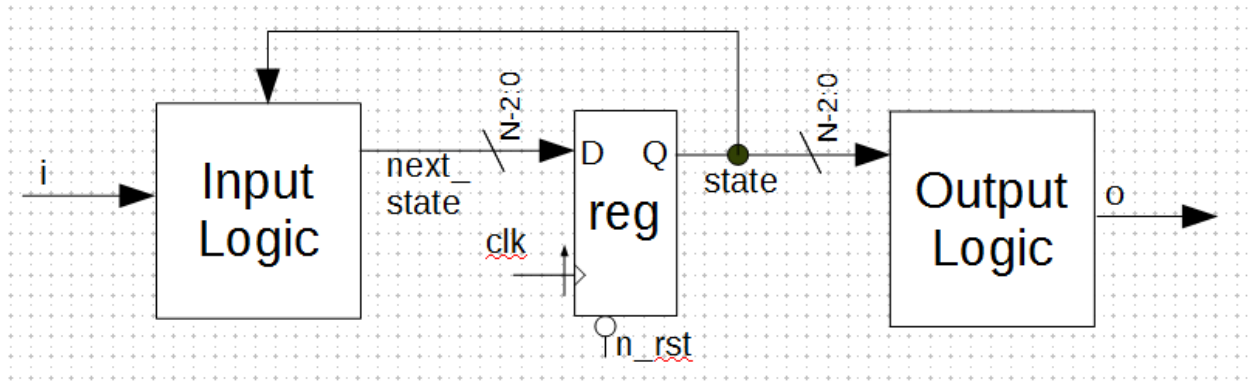 i
Input
Logic
next_
state
N-2:0
D
Q
reg
clk
n_rst
state
N-2:0
Output
Logic
o